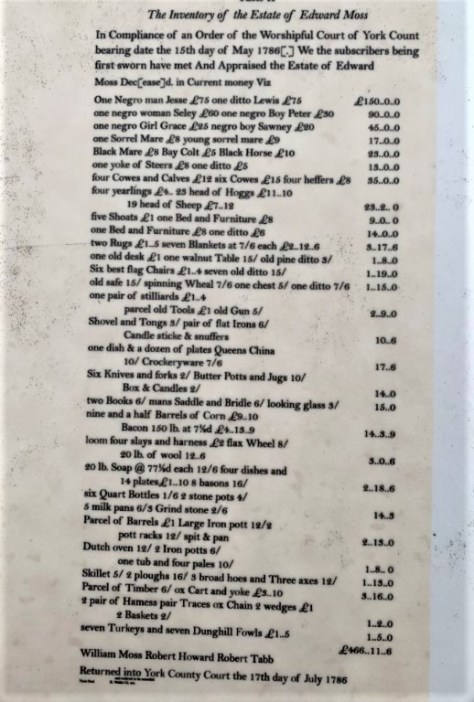 The Inventory of the Estate of Edward Moss
In Compliance of an Order of the Worshipful Court of York Count
bearing date the 15th day of May 1786[.] We the subscribers being
first sworn have met And Appraised the Estate of Edward
Moss Dec[ease]d. in Current money Viz
One Negro man Jesse £75 one ditto Lewis £75 £150.0.0
one negro woman Seley £60 one negro Boy Peter £30 90.0.0
one negro Girl Grace £25 negro boy Sawney £20 45.0.0
one Sorrel Mare £8 young sorrel mare £9 17.0.0
Black Mare £8 Bay Colt £5 Black Horse £10 23.0.0
one yoke of Steers £8 one ditto £5 13.0.0
four Cowes and Calves £12 six Cowes £15 four heffers £8 35.0.0
four yearlings £4.. 23 head of Hoggs £11..10
19 head of Sheep £7..12 23.2.0
five Shoats £1 one Bed and Furniture £8 9.0.0
one Bed and Furniture £8 one ditto £6 14.0.0
two Rugs £1..5 seven Blankets at 7/6 each £2..12..6 3..17..6
one old desk £1 one walnut Table 15/ old pine ditto 3/ 1..8.0
Six best flag Chairs £1..4 seven old ditto 15/ 1..19.0
old safe 15/ spinning Wheal 7/6 one chest 5/ one ditto 7/6 1..15.0
one pair of stilliards £1..4
parcel old Tools £1 old Gun 5/ 2..9.0
Shovel and Tongs 3/ pair of flat Irons 6/
Candle sticke & snuffers 10..6
one dish & a dozen of plates Queens China
10/ Crockeryware 7/6 17..6
Six Knives and forks 2/ Butter Potts and Jugs 10/
Box & Candles 2/ 14.0
two Books 6/ mans Saddle and Bridle 6/ looking glass 3/ 15.0
nine and a half Barrels of Corn £9..10
Bacon 150 lb. at 7½d £4..13..9 14.3..9
loom four slays and harness £2 flax Wheel 8/
20 lb. of wool 12..6 3.0..6
20 lb. Soap @ 77½d each 12/6 four dishes and
14 plates£1..10 8 basons 16/ 2..18..6
six Quart Bottles 1/6 2 stone pots 4/
5 milk pans 6/3 Grind stone 2/6 14..3
Parcel of Barrels £1 Large Iron pott 12/2
pott racks 12/ spit & pan 2..13.0
Dutch oven 12/ 2 Iron potts 6/
one tub and four pales 10/ 1..8.0
Skillet 5/ 2 ploughs 16/ 3 broad hoes and Three axes 12/ 1..13.0
Parcel of Timber 6/ ox Cart and yoke £3..10 3..16.0
2 pair of Hamess pair Traces ox Chain 2 wedges £1
2 Baskets 2/ 1..2.0
seven Turkeys and seven Dunghill Fowls £1..5 1..5.0
£466..11..6
William Moss Robert Howard Robert Tabb
Returned into York County Court the 17th day of July 1786